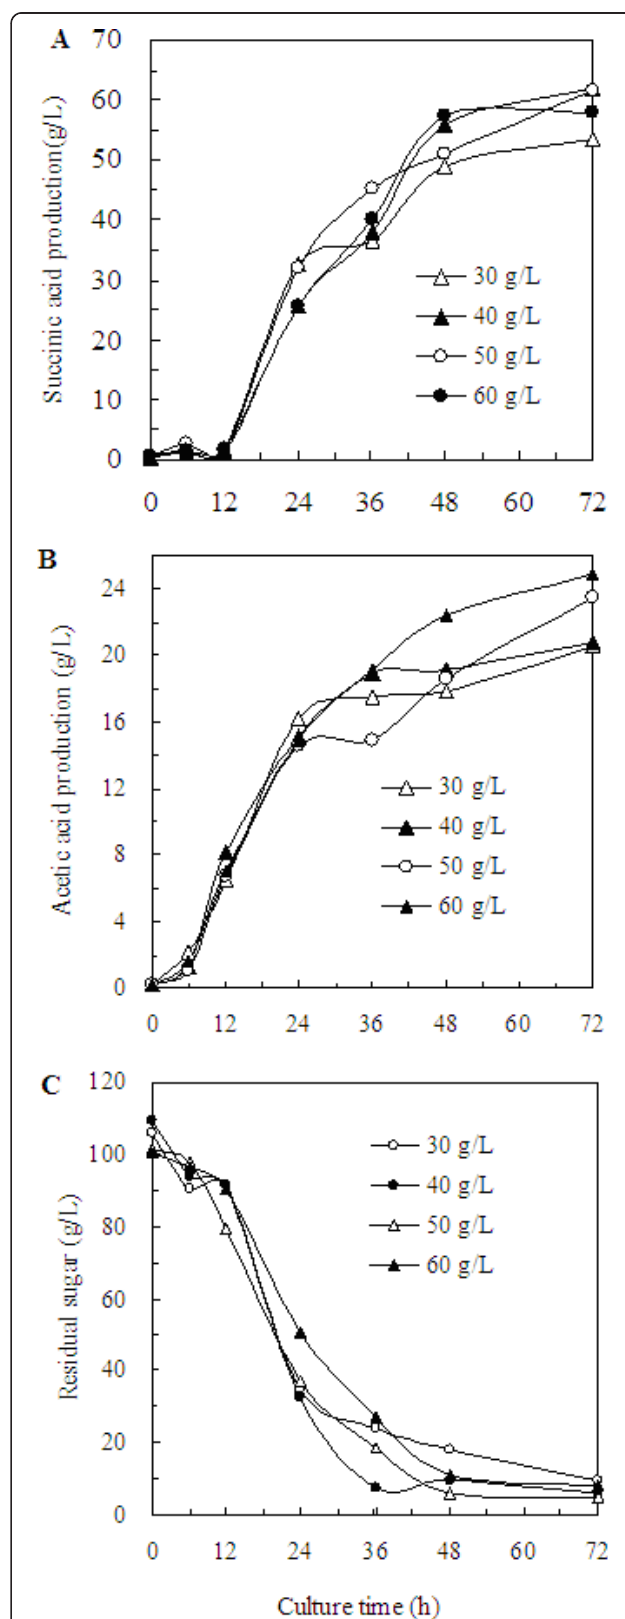 A
Succinic acid production(g/L)
70
60
50
40
30
20
10
0
30 g/L
40 g/L
50 g/L
60 g/L
0 12 24 36 48 60 72
B
Acetic acid production (g/L)
24
20
16
12
8
4
0
30 g/L
40 g/L
50 g/L
60 g/L
0 12 24 36 48 60 72
C
Residual sugar (g/L)
120
100
80
60
40
20
0
30 g/L
40 g/L
50 g/L
60 g/L
0 12 24 36 48 60 72
Culture time (h)